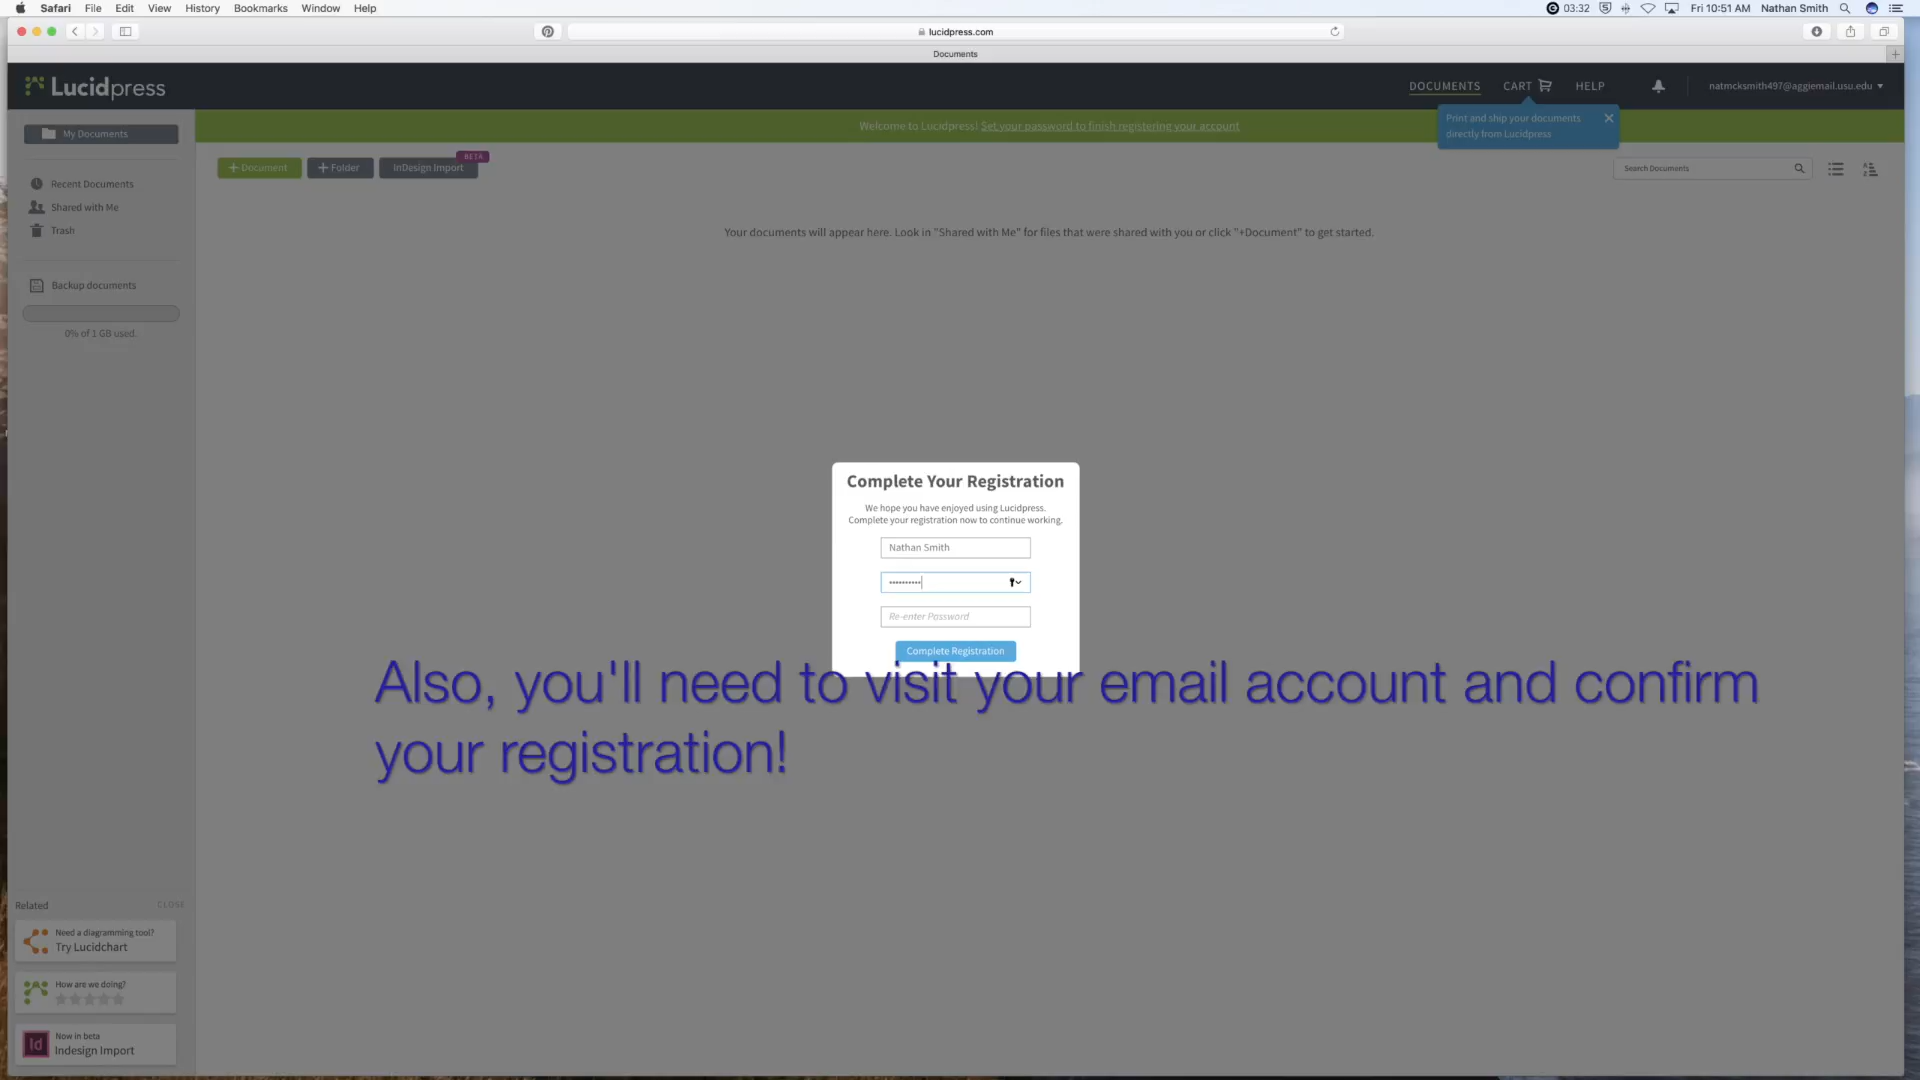 Safari File Edit View History Bookmarks Window Help
03:32 Fri 10:51 AM Nathan Smith
lucidpress.com
Documents
Lucidpress
DOCUMENTS CART HELP natmcksmith497@aggiemail.usu.edu
Print and ship your documents
directly from Lucidpress
My Documents
Welcome to Lucidpress! Set your password to finish registering your account
BETA
+ Document + Folder InDesign Import
Search Documents
Recent Documents
Shared with Me
Trash
Your documents will appear here. Look in "Shared with Me" for files that were shared with you or click "+Document" to get started.
Backup documents
0% of 1 GB used.
Complete Your Registration
We hope you have enjoyed using Lucidpress.
Complete your registration now to continue working.
Nathan Smith
Re-enter Password
Complete Registration
Also, you'll need to visit your email account and confirm
your registration!
Related CLOSE
Need a diagramming tool?
Try Lucidchart
How are we doing?
Id
Now in beta
Indesign Import